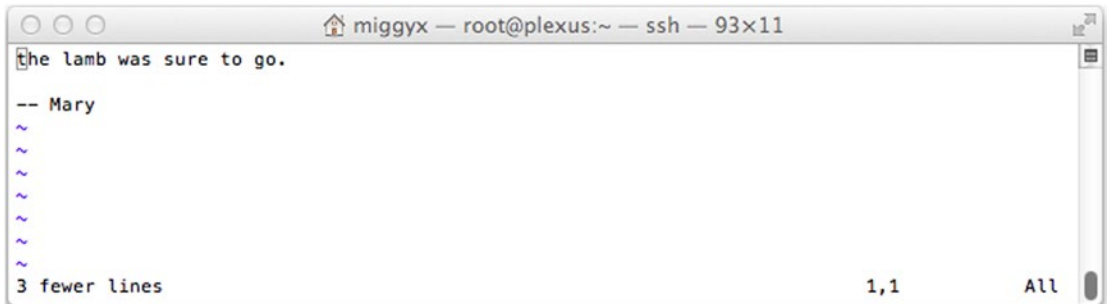 miggyx — root@plexus:~ — ssh — 93×11
the lamb was sure to go.

-- Mary
~
~
~
~
~
~
~
3 fewer lines 1,1 All